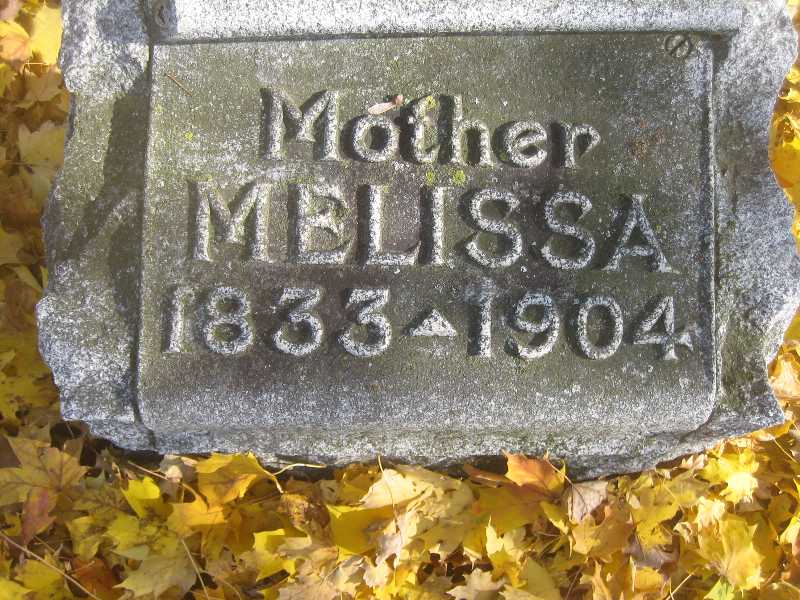 Mother
MELISSA
1833 ▲ 1904